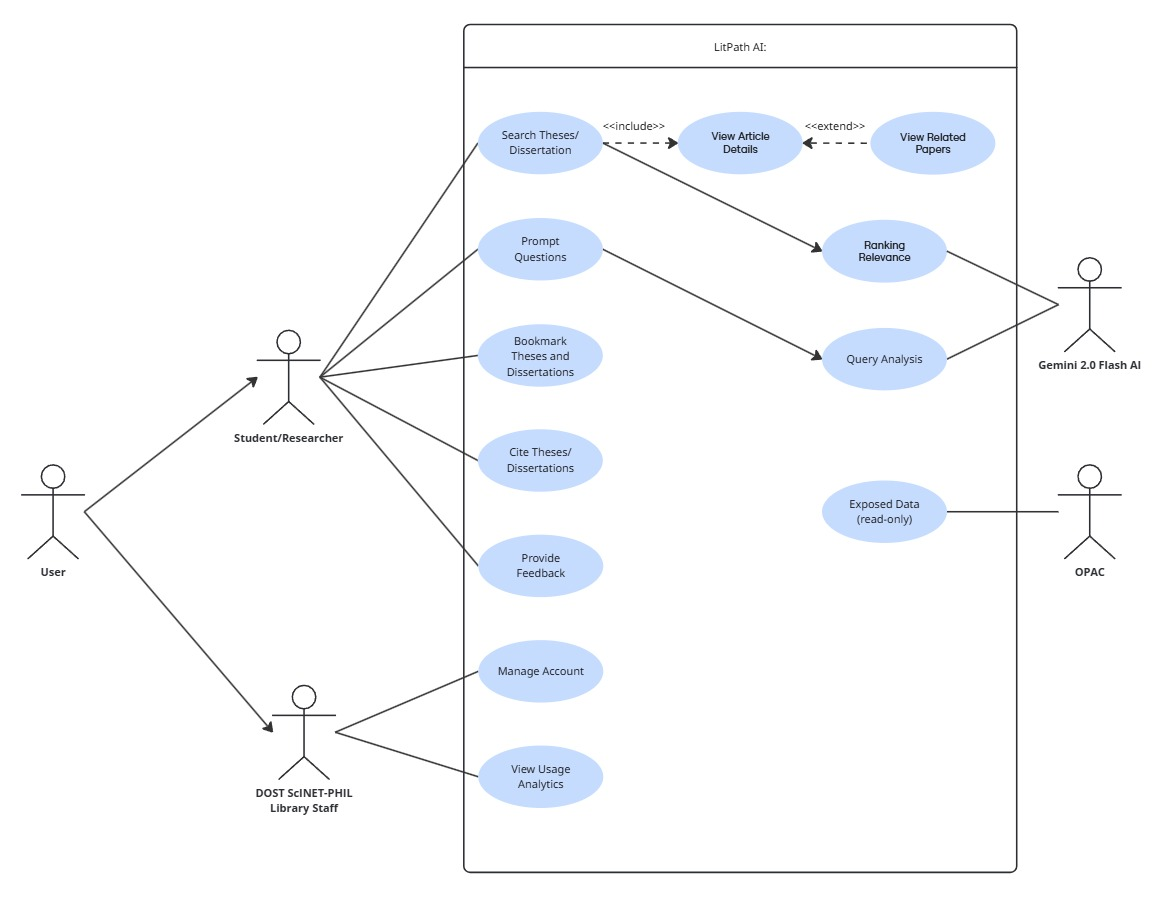 LitPath AI:
Search Theses/
Dissertation
<<include>>
View Article
Details
<<extend>>
View Related
Papers
Prompt
Questions
Ranking
Relevance
Bookmark
Theses and
Dissertations
Query Analysis
Gemini 2.0 Flash AI
Student/Researcher
Cite Theses/
Dissertations
Exposed Data
(read-only)
User
OPAC
Provide
Feedback
Manage Account
DOST ScINET-PHIL
Library Staff
View Usage
Analytics